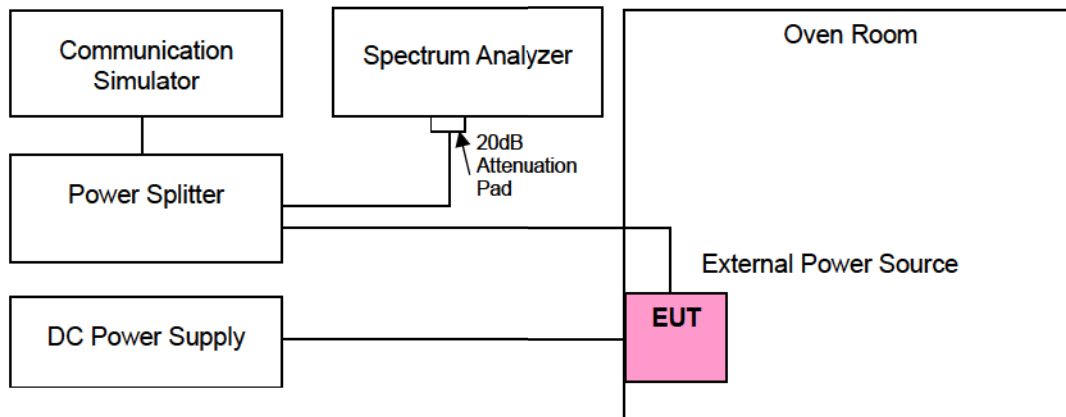 Communication
Simulator
Spectrum Analyzer
Oven Room
20dB
Attenuation
Pad
Power Splitter
External Power Source
EUT
DC Power Supply